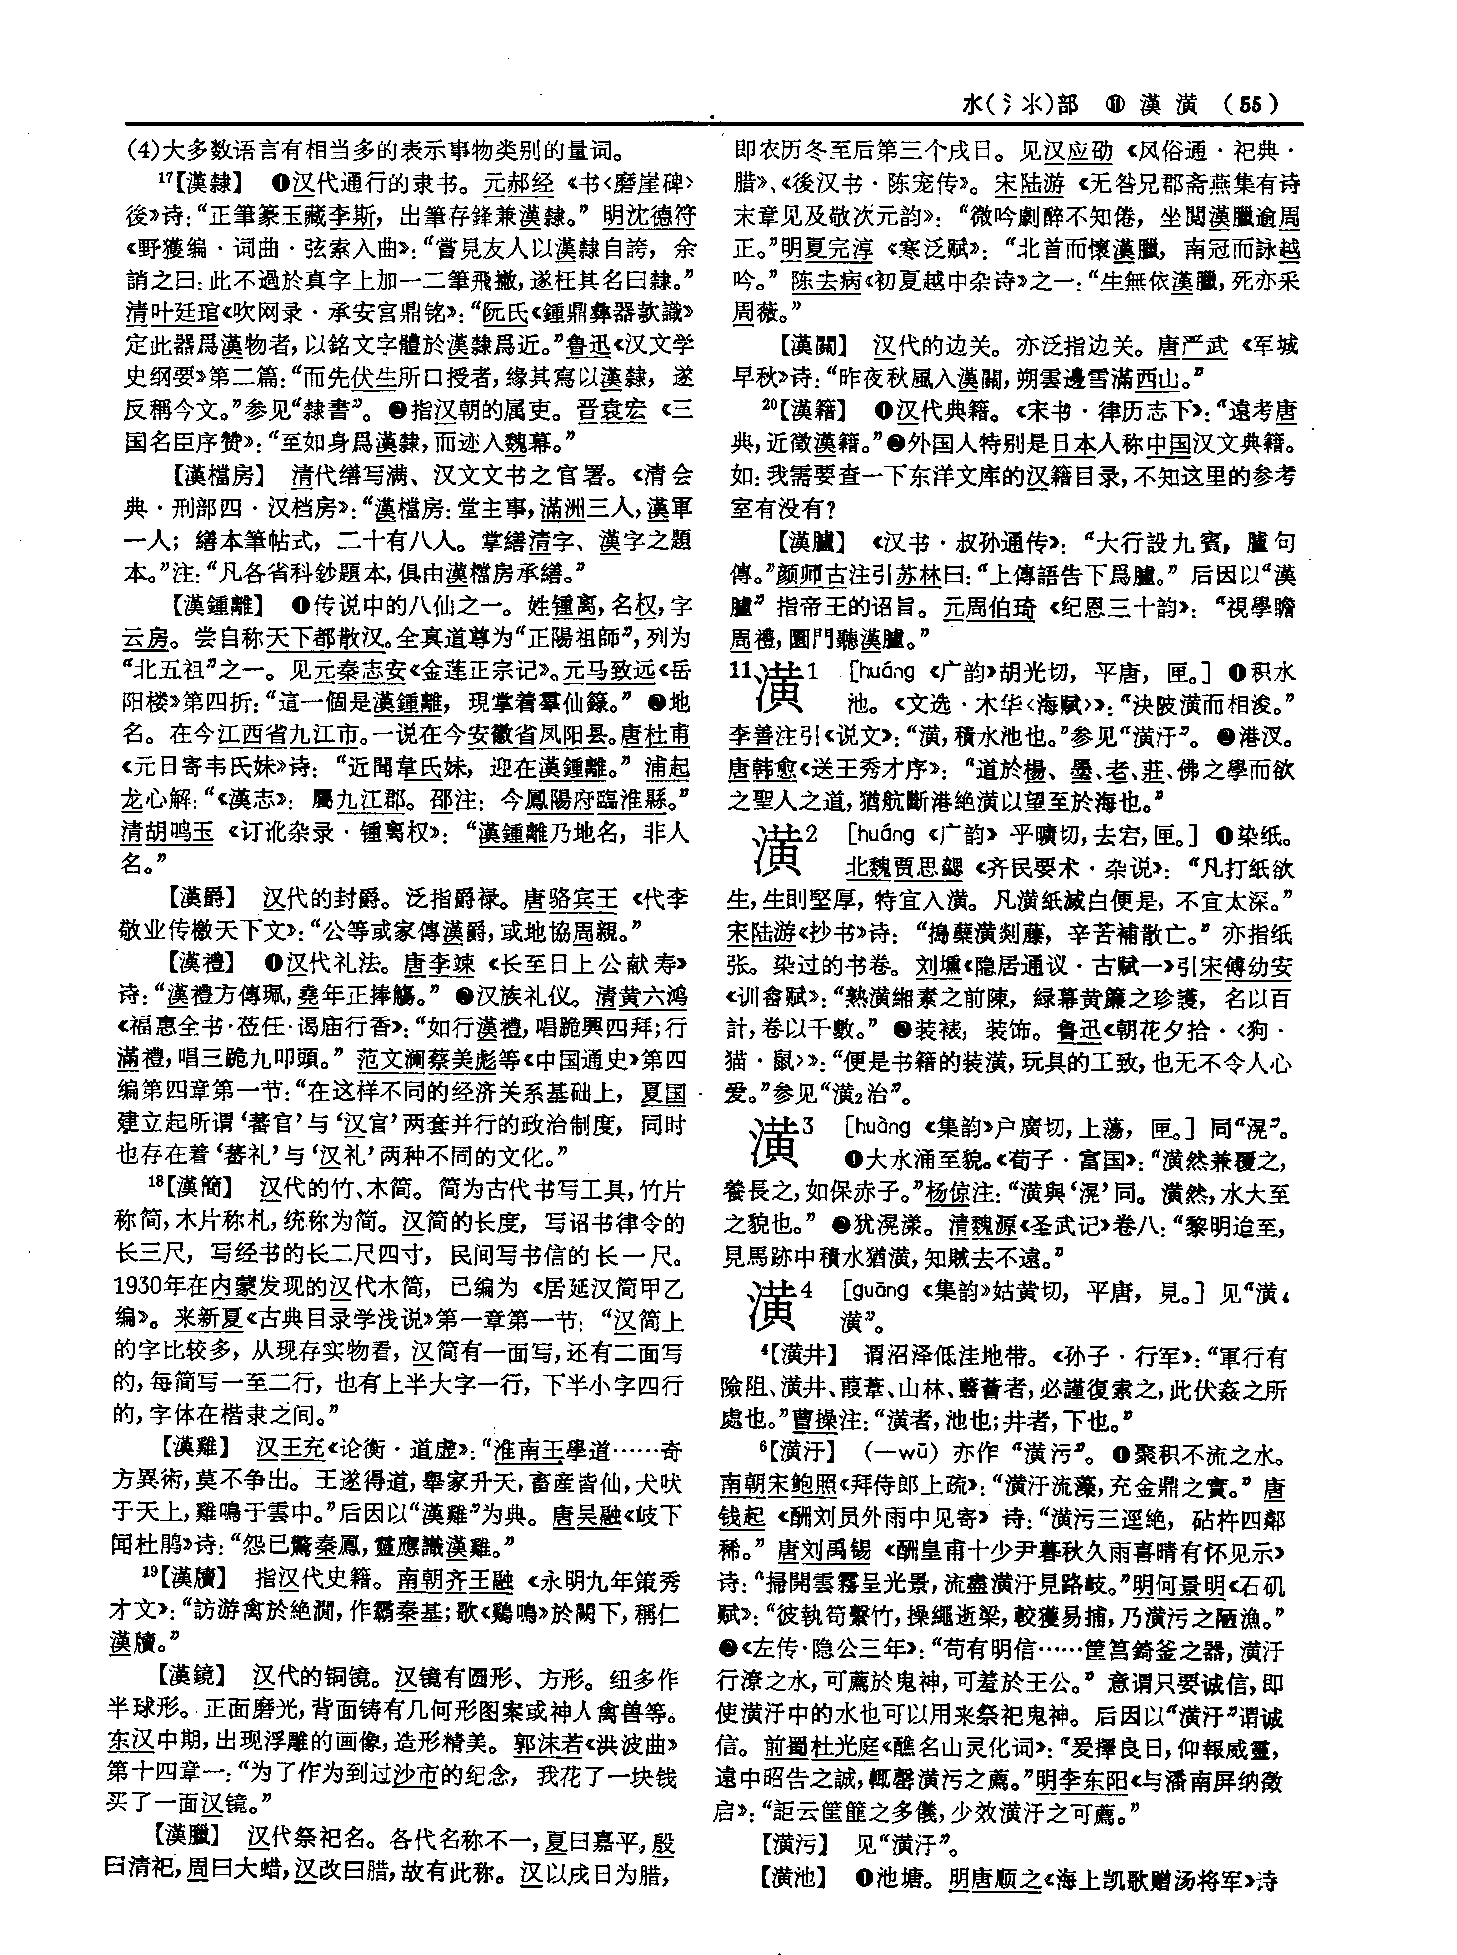 水(氵氺)部 ⑪ 漢 潢 (55)
(4)大多数语言有相当多的表示事物类别的量词。
¹⁷【漢隸】 ❶汉代通行的隶书。元郝经《书〈磨崖碑〉
後》诗:“正筆篆玉藏李斯,出筆存鋒兼漢隸。”明沈德符
《野獲编·词曲·弦索入曲》:“嘗見友人以漢隸自誇,余
誚之曰:此不過於真字上加一二筆飛撇,遂枉其名曰隸。”
清叶廷琯《吹网录·承安宫鼎铭》:“阮氏《鍾鼎彝器款識》
定此器爲漢物者,以銘文字體於漢隸爲近。”鲁迅《汉文学
史纲要》第二篇:“而先伏生所口授者,緣其寫以漢隸,遂
反稱今文。”参见“隸書”。❷指汉朝的属吏。晋袁宏《三
国名臣序赞》:“至如身爲漢隸,而迹入魏幕。”
【漢檔房】 清代缮写满、汉文文书之官署。《清会
典·刑部四·汉档房》:“漢檔房:堂主事,滿洲三人,漢軍
一人;繕本筆帖式,二十有八人。掌繕清字、漢字之題
本。”注:“凡各省科鈔題本,俱由漢檔房承繕。”
【漢鍾離】 ❶传说中的八仙之一。姓锺离,名权,字
云房。尝自称天下都散汉。全真道尊为“正陽祖師”,列为
“北五祖”之一。见元秦志安《金莲正宗记》。元马致远《岳
阳楼》第四折:“這一個是漢鍾離,現掌着羣仙籙。”❷地
名。在今江西省九江市。一说在今安徽省凤阳县。唐杜甫
《元日寄韦氏妹》诗:“近聞韋氏妹,迎在漢鍾離。”浦起
龙心解:“《漢志》:屬九江郡。邵注:今鳳陽府臨淮縣。”
清胡鸣玉《订讹杂录·锺离权》:“漢鍾離乃地名,非人
名。”
【漢爵】 汉代的封爵。泛指爵禄。唐骆宾王《代李
敬业传檄天下文》:“公等或家傳漢爵,或地協周親。”
【漢禮】 ❶汉代礼法。唐李竦《长至日上公献寿》
诗:“漢禮方傳珮,堯年正捧觴。”❷汉族礼仪。清黄六鸿
《福惠全书·莅任·谒庙行香》:“如行漢禮,唱跪興四拜;行
滿禮,唱三跪九叩頭。”范文澜蔡美彪等《中国通史》第四
编第四章第一节:“在这样不同的经济关系基础上,夏国
建立起所谓‘蕃官’与‘汉官’两套并行的政治制度,同时
也存在着‘蕃礼’与‘汉礼’两种不同的文化。”
¹⁸【漢簡】 汉代的竹、木简。简为古代书写工具,竹片
称简,木片称札,统称为简。汉简的长度,写诏书律令的
长三尺,写经书的长二尺四寸,民间写书信的长一尺。
1930年在内蒙发现的汉代木简,已编为《居延汉简甲乙
编》。来新夏《古典目录学浅说》第一章第一节:“汉简上
的字比较多,从现存实物看,汉简有一面写,还有二面写
的,每简写一至二行,也有上半大字一行,下半小字四行
的,字体在楷隶之间。”
【漢雞】 汉王充《论衡·道虚》:“淮南王學道……奇
方異術,莫不争出。王遂得道,舉家升天,畜産皆仙,犬吠
于天上,雞鳴于雲中。”后因以“漢雞”为典。唐吴融《岐下
闻杜鹃》诗:“怨已驚秦鳳,靈應識漢雞。”
¹⁹【漢牘】 指汉代史籍。南朝齐王融《永明九年策秀
才文》:“訪游禽於絶澗,作霸秦基;歌《鷄鳴》於闕下,稱仁
漢牘。”
【漢鏡】 汉代的铜镜。汉镜有圆形、方形。纽多作
半球形。正面磨光,背面铸有几何形图案或神人禽兽等。
东汉中期,出现浮雕的画像,造形精美。郭沫若《洪波曲》
第十四章一:“为了作为到过沙市的纪念,我花了一块钱
买了一面汉镜。”
【漢臘】 汉代祭祀名。各代名称不一,夏曰嘉平,殷
曰清祀,周曰大蜡,汉改曰腊,故有此称。汉以戌日为腊,
即农历冬至后第三个戌日。见汉应劭《风俗通·祀典·
腊》、《後汉书·陈宠传》。宋陆游《无咎兄郡斋燕集有诗
末章见及敬次元韵》:“微吟劇醉不知倦,坐閲漢臘逾周
正。”明夏完淳《寒泛赋》:“北首而懷漢臘,南冠而詠越
吟。”陈去病《初夏越中杂诗》之一:“生無依漢臘,死亦采
周薇。”
【漢關】 汉代的边关。亦泛指边关。唐严武《军城
早秋》诗:“昨夜秋風入漢關,朔雲邊雪滿西山。”
²⁰【漢籍】 ❶汉代典籍。《宋书·律历志下》:“遠考唐
典,近徵漢籍。”❷外国人特别是日本人称中国汉文典籍。
如:我需要查一下东洋文库的汉籍目录,不知这里的参考
室有没有?
【漢臚】 《汉书·叔孙通传》:“大行設九賓,臚句
傳。”颜师古注引苏林曰:“上傳語告下爲臚。”后因以“漢
臚”指帝王的诏旨。元周伯琦《纪恩三十韵》:“視學瞻
周禮,圜門聽漢臚。”
11潢1 [huáng《广韵》胡光切,平唐,匣。] ❶积水
池。《文选·木华〈海赋〉》:“決陂潢而相浚。”
李善注引《说文》:“潢,積水池也。”参见“潢汙”。❷港汊。
唐韩愈《送王秀才序》:“道於楊、墨、老、莊、佛之學而欲
之聖人之道,猶航斷港絶潢以望至於海也。”
潢2 [huáng《广韵》平曠切,去宕,匣。] ❶染纸。
北魏贾思勰《齐民要术·杂说》:“凡打紙欲
生,生則堅厚,特宜入潢。凡潢紙滅白便是,不宜太深。”
宋陆游《抄书》诗:“搗蘖潢剡藤,辛苦補散亡。”亦指纸
张。染过的书卷。刘壎《隐居通议·古赋一》引宋傅幼安
《训畬赋》:“熟潢緗素之前陳,緑幕黄簾之珍護,名以百
計,卷以千數。”❷装裱;装饰。鲁迅《朝花夕拾·〈狗·
猫·鼠〉》:“便是书籍的装潢,玩具的工致,也无不令人心
爱。”参见“潢₂治”。
潢3 [huàng《集韵》户廣切,上蕩,匣。] 同“滉”。
❶大水涌至貌。《荀子·富国》:“潢然兼覆之,
養長之,如保赤子。”杨倞注:“潢與‘滉’同。潢然,水大至
之貌也。”❷犹滉漾。清魏源《圣武记》卷八:“黎明追至,
見馬跡中積水猶潢,知賊去不遠。”
潢4 [guāng《集韵》姑黄切,平唐,見。] 见“潢₄
潢”。
⁴【潢井】 谓沼泽低洼地带。《孙子·行军》:“軍行有
險阻、潢井、葭葦、山林、蘙薈者,必謹復索之,此伏姦之所
處也。”曹操注:“潢者,池也;井者,下也。”
⁶【潢汙】 (一wū) 亦作“潢污”。❶聚积不流之水。
南朝宋鲍照《拜侍郎上疏》:“潢汙流藻,充金鼎之實。”唐
钱起《酬刘员外雨中见寄》诗:“潢污三逕絶,砧杵四鄰
稀。”唐刘禹锡《酬皇甫十少尹暮秋久雨喜晴有怀见示》
诗:“掃開雲霧呈光景,流盡潢汙見路岐。”明何景明《石矶
赋》:“彼執笱繫竹,操繩逝梁,較獲易捕,乃潢污之陋漁。”
❷《左传·隐公三年》:“苟有明信……筐筥錡釜之器,潢汙
行潦之水,可薦於鬼神,可羞於王公。”意谓只要诚信,即
使潢汙中的水也可以用来祭祀鬼神。后因以“潢汙”谓诚
信。前蜀杜光庭《醮名山灵化词》:“爰擇良日,仰報威靈,
遠中昭告之誠,輒罄潢污之薦。”明李东阳《与潘南屏纳徵
启》:“詎云筐篚之多儀,少效潢汙之可薦。”
【潢污】 见“潢汙”。
【潢池】 ❶池塘。明唐顺之《海上凯歌赠汤将军》诗